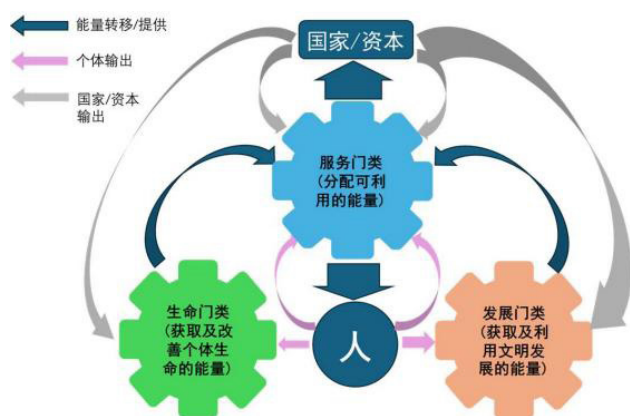 能量转移/提供
个体输出
国家/资本
输出
国家/资本
服务门类
(分配可利
用的能量)
生命门类
(获取及改
善个体生
命的能量)
人
发展门类
(获取及利
用文明发
展的能量)